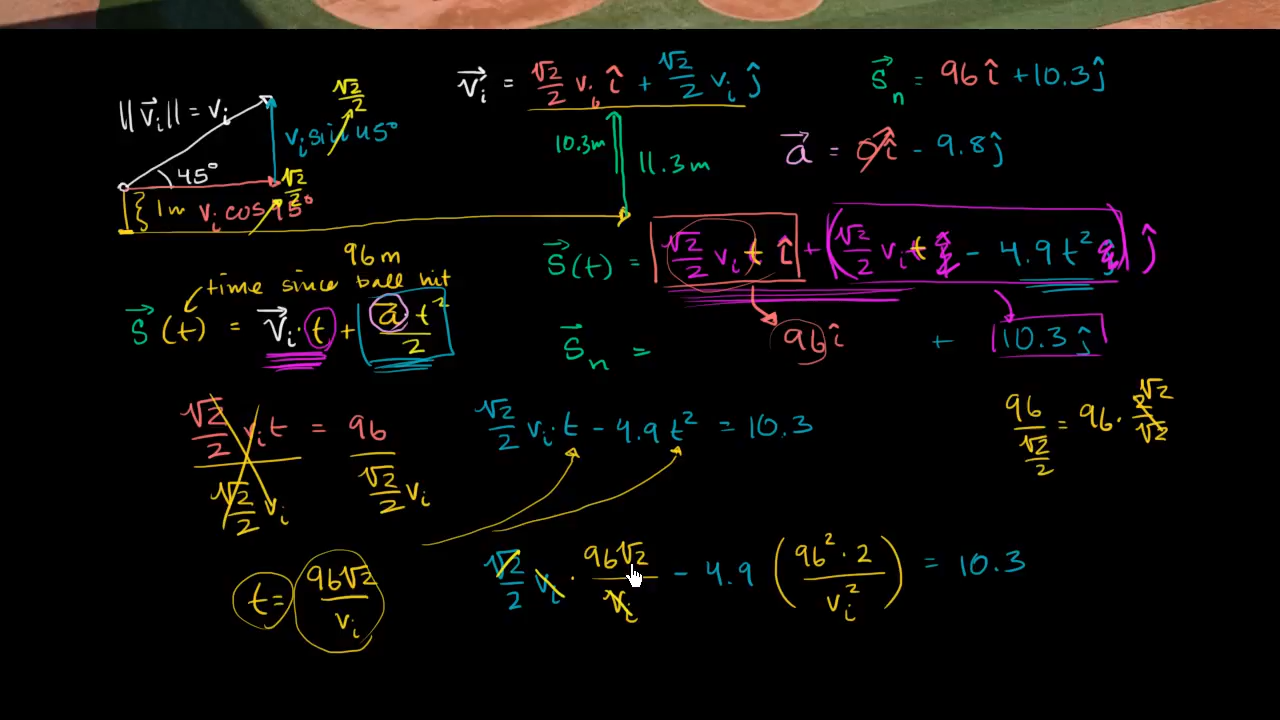 ||v⃗ᵢ|| = vᵢ
√2/2
vᵢ sin 45°
45°
√2/2
1m vᵢ cos 45°
96m
v⃗ᵢ = √2/2 vᵢ î + √2/2 vᵢ ĵ
10.3m
11.3m
s⃗ₙ = 96 î + 10.3 ĵ
a⃗ = 0 î - 9.8 ĵ
s⃗(t) = √2/2 vᵢ t î + (√2/2 vᵢ t - 4.9 t²) ĵ
time since ball hit
s⃗(t) = v⃗ᵢ · t + a⃗ t²/2
s⃗ₙ = 96 î + 10.3 ĵ
(√2/2 vᵢ t)/(√2/2 vᵢ) = 96/(√2/2 vᵢ)
√2/2 vᵢ · t - 4.9 t² = 10.3
96/(√2/2) = 96 · 2/√2 √2
t = 96√2/vᵢ
√2/2 vᵢ · 96√2/vᵢ - 4.9 (96² · 2/vᵢ²) = 10.3